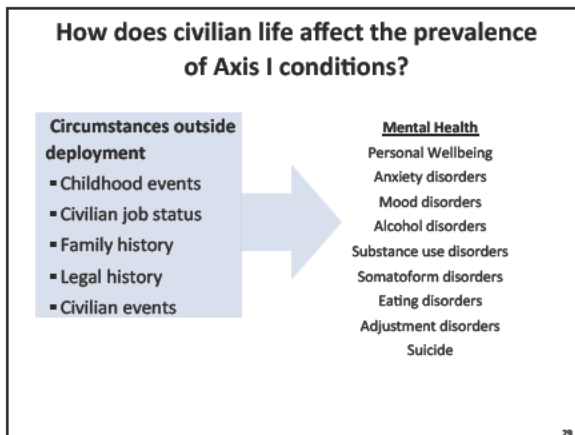 How does civilian life affect the prevalence
of Axis I conditions?
Circumstances outside
deployment
▪ Childhood events
▪ Civilian job status
▪ Family history
▪ Legal history
▪ Civilian events
Mental Health
Personal Wellbeing
Anxiety disorders
Mood disorders
Alcohol disorders
Substance use disorders
Somatoform disorders
Eating disorders
Adjustment disorders
Suicide
29